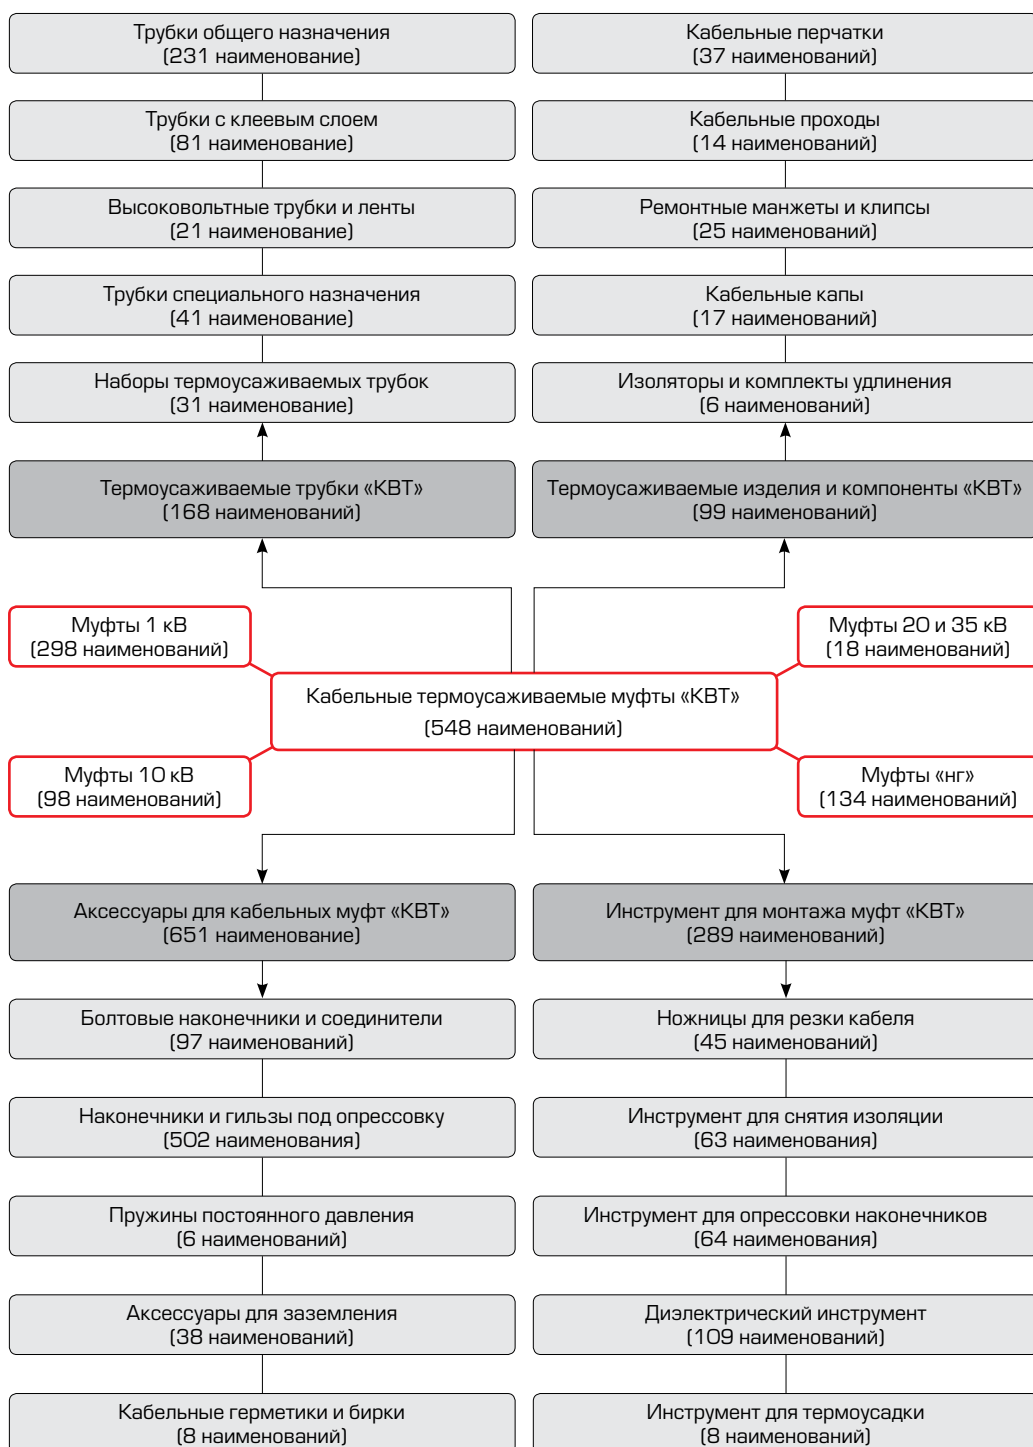 Трубки общего назначения
(231 наименование)
Кабельные перчатки
(37 наименований)
Трубки с клеевым слоем
(81 наименование)
Кабельные проходы
(14 наименований)
Высоковольтные трубки и ленты
(21 наименование)
Ремонтные манжеты и клипсы
(25 наименований)
Трубки специального назначения
(41 наименование)
Кабельные капы
(17 наименований)
Наборы термоусаживаемых трубок
(31 наименование)
Изоляторы и комплекты удлинения
(6 наименований)
Термоусаживаемые трубки «КВТ»
(168 наименований)
Термоусаживаемые изделия и компоненты «КВТ»
(99 наименований)
Муфты 1 кВ
(298 наименований)
Муфты 20 и 35 кВ
(18 наименований)
Кабельные термоусаживаемые муфты «КВТ»
(548 наименований)
Муфты 10 кВ
(98 наименований)
Муфты «нг»
(134 наименований)
Аксессуары для кабельных муфт «КВТ»
(651 наименование)
Инструмент для монтажа муфт «КВТ»
(289 наименований)
Болтовые наконечники и соединители
(97 наименований)
Ножницы для резки кабеля
(45 наименований)
Наконечники и гильзы под опрессовку
(502 наименования)
Инструмент для снятия изоляции
(63 наименования)
Пружины постоянного давления
(6 наименований)
Инструмент для опрессовки наконечников
(64 наименования)
Аксессуары для заземления
(38 наименований)
Диэлектрический инструмент
(109 наименований)
Кабельные герметики и бирки
(8 наименований)
Инструмент для термоусадки
(8 наименований)